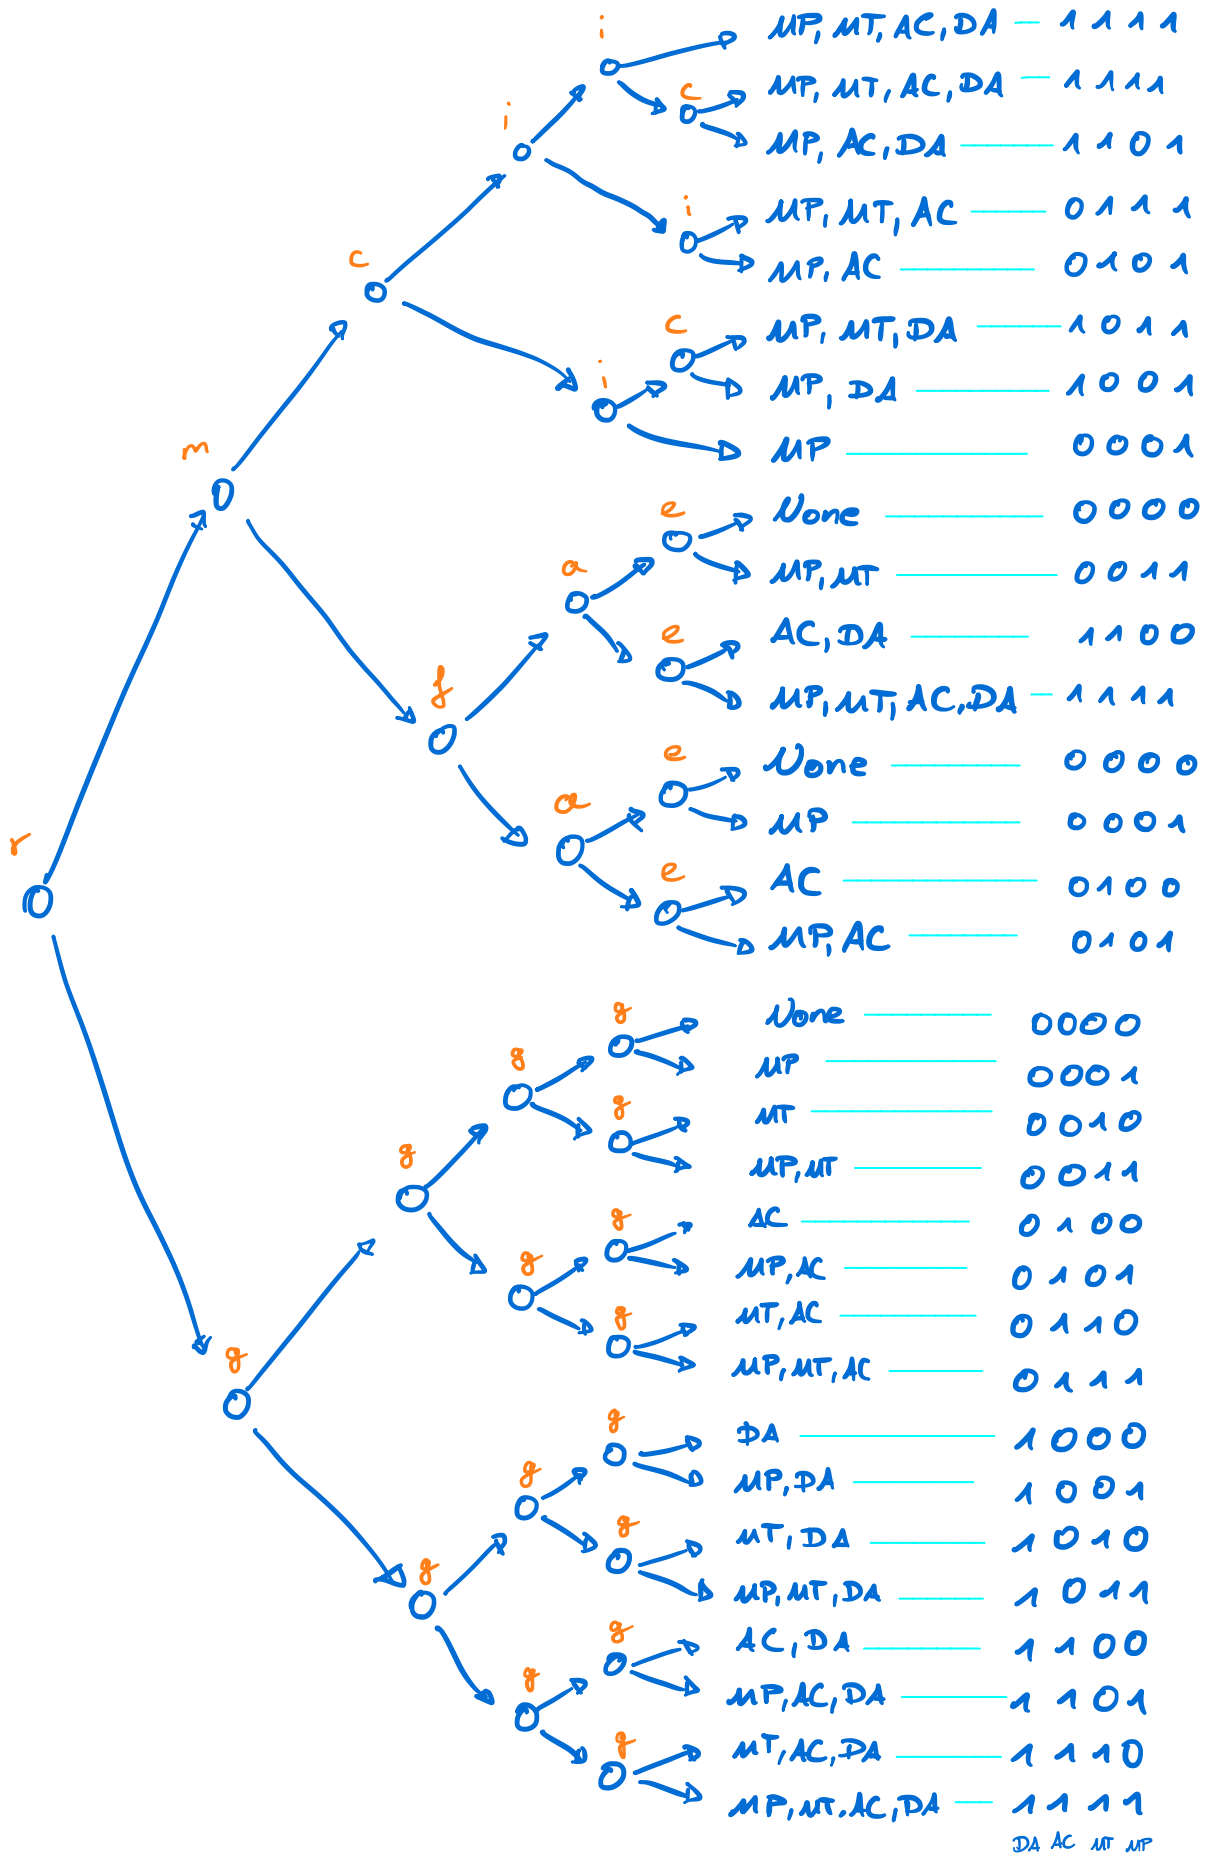 i
MP, MT, AC, DA 1 1 1 1
i
c
MP, MT, AC, DA 1 1 1 1
MP, AC, DA 1 1 0 1
i
MP, MT, AC 0 1 1 1
c
MP, AC 0 1 0 1
c
MP, MT, DA 1 0 1 1
i
MP, DA 1 0 0 1
m
MP 0 0 0 1
e
None 0 0 0 0
a
MP, MT 0 0 1 1
e
AC, DA 1 1 0 0
f
MP, MT, AC, DA 1 1 1 1
e
None 0 0 0 0
a
MP 0 0 0 1
r
e
AC 0 1 0 0
MP, AC 0 1 0 1
g
None 0 0 0 0
g
MP 0 0 0 1
g
MT 0 0 1 0
g
MP, MT 0 0 1 1
g
AC 0 1 0 0
g
MP, AC 0 1 0 1
g
MT, AC 0 1 1 0
g
MP, MT, AC 0 1 1 1
g
DA 1 0 0 0
g
MP, DA 1 0 0 1
g
MT, DA 1 0 1 0
g
MP, MT, DA 1 0 1 1
g
AC, DA 1 1 0 0
g
MP, AC, DA 1 1 0 1
g
MT, AC, DA 1 1 1 0
MP, MT, AC, DA 1 1 1 1
DA AC MT MP